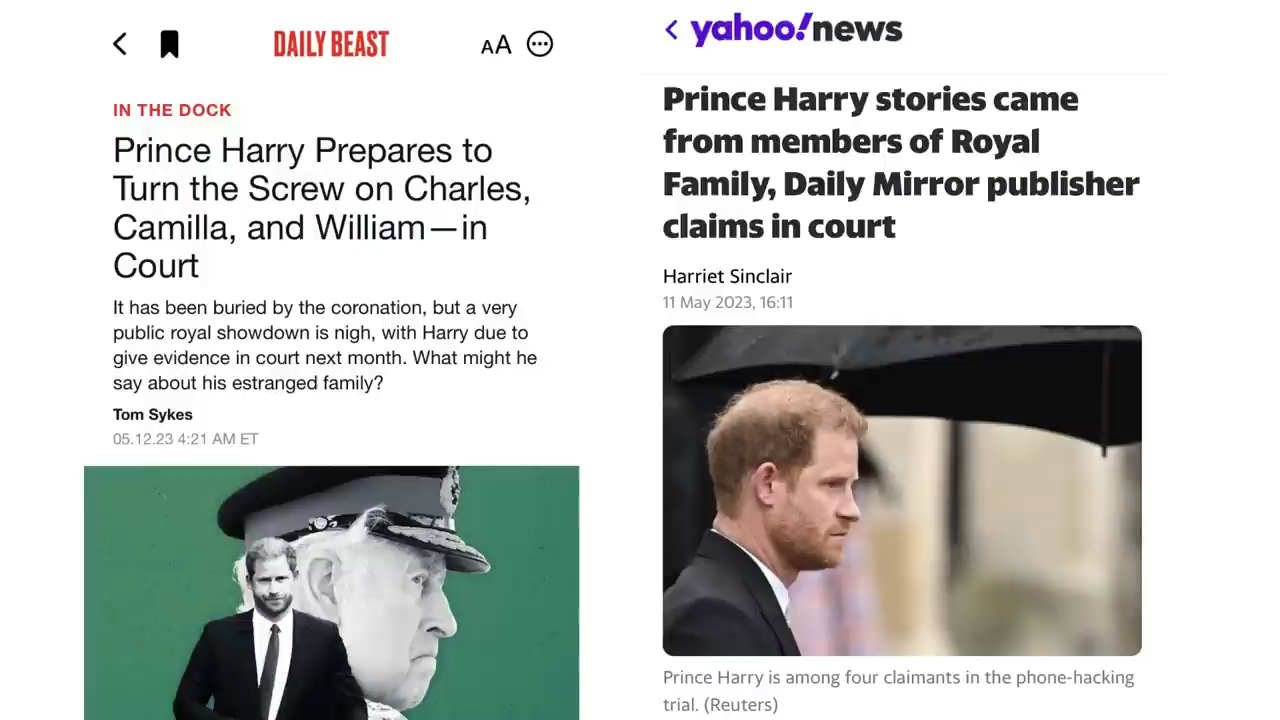 DAILY BEAST
AA
IN THE DOCK
Prince Harry Prepares to
Turn the Screw on Charles,
Camilla, and William—in
Court
It has been buried by the coronation, but a very
public royal showdown is nigh, with Harry due to
give evidence in court next month. What might he
say about his estranged family?
Tom Sykes
05.12.23 4:21 AM ET
yahoo!news
Prince Harry stories came
from members of Royal
Family, Daily Mirror publisher
claims in court
Harriet Sinclair
11 May 2023, 16:11
Prince Harry is among four claimants in the phone-hacking
trial. (Reuters)